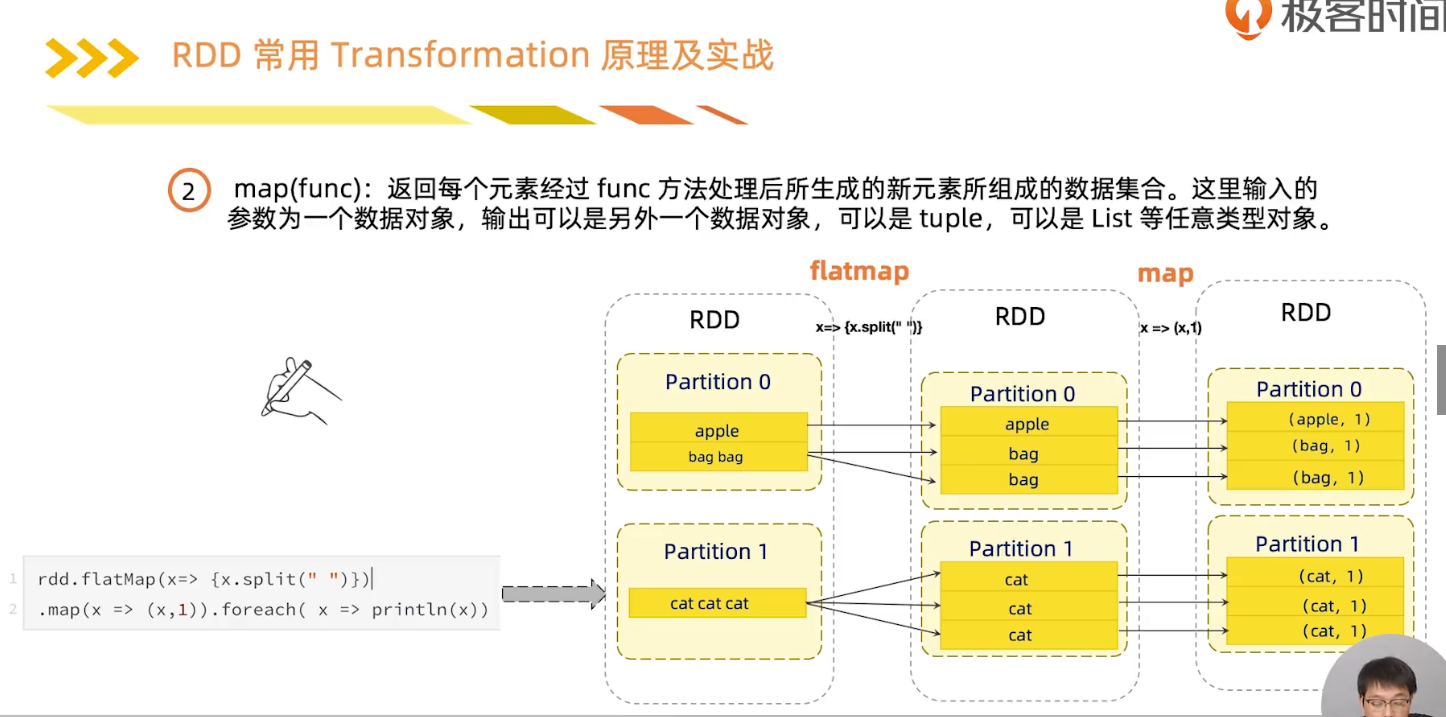 极客时间
RDD 常用 Transformation 原理及实战
2
map(func)：返回每个元素经过 func 方法处理后所生成的新元素所组成的数据集合。这里输入的
参数为一个数据对象，输出可以是另外一个数据对象，可以是 tuple，可以是 List 等任意类型对象。
flatmap
map
RDD
x=> {x.split(" ")}
RDD
x => (x,1)
RDD
Partition 0
apple
bag bag
Partition 0
apple
bag
bag
Partition 0
(apple, 1)
(bag, 1)
(bag, 1)
Partition 1
cat cat cat
Partition 1
cat
cat
cat
Partition 1
(cat, 1)
(cat, 1)
(cat, 1)
1 rdd.flatMap(x=> {x.split(" ")})
2 .map(x => (x,1)).foreach( x => println(x))